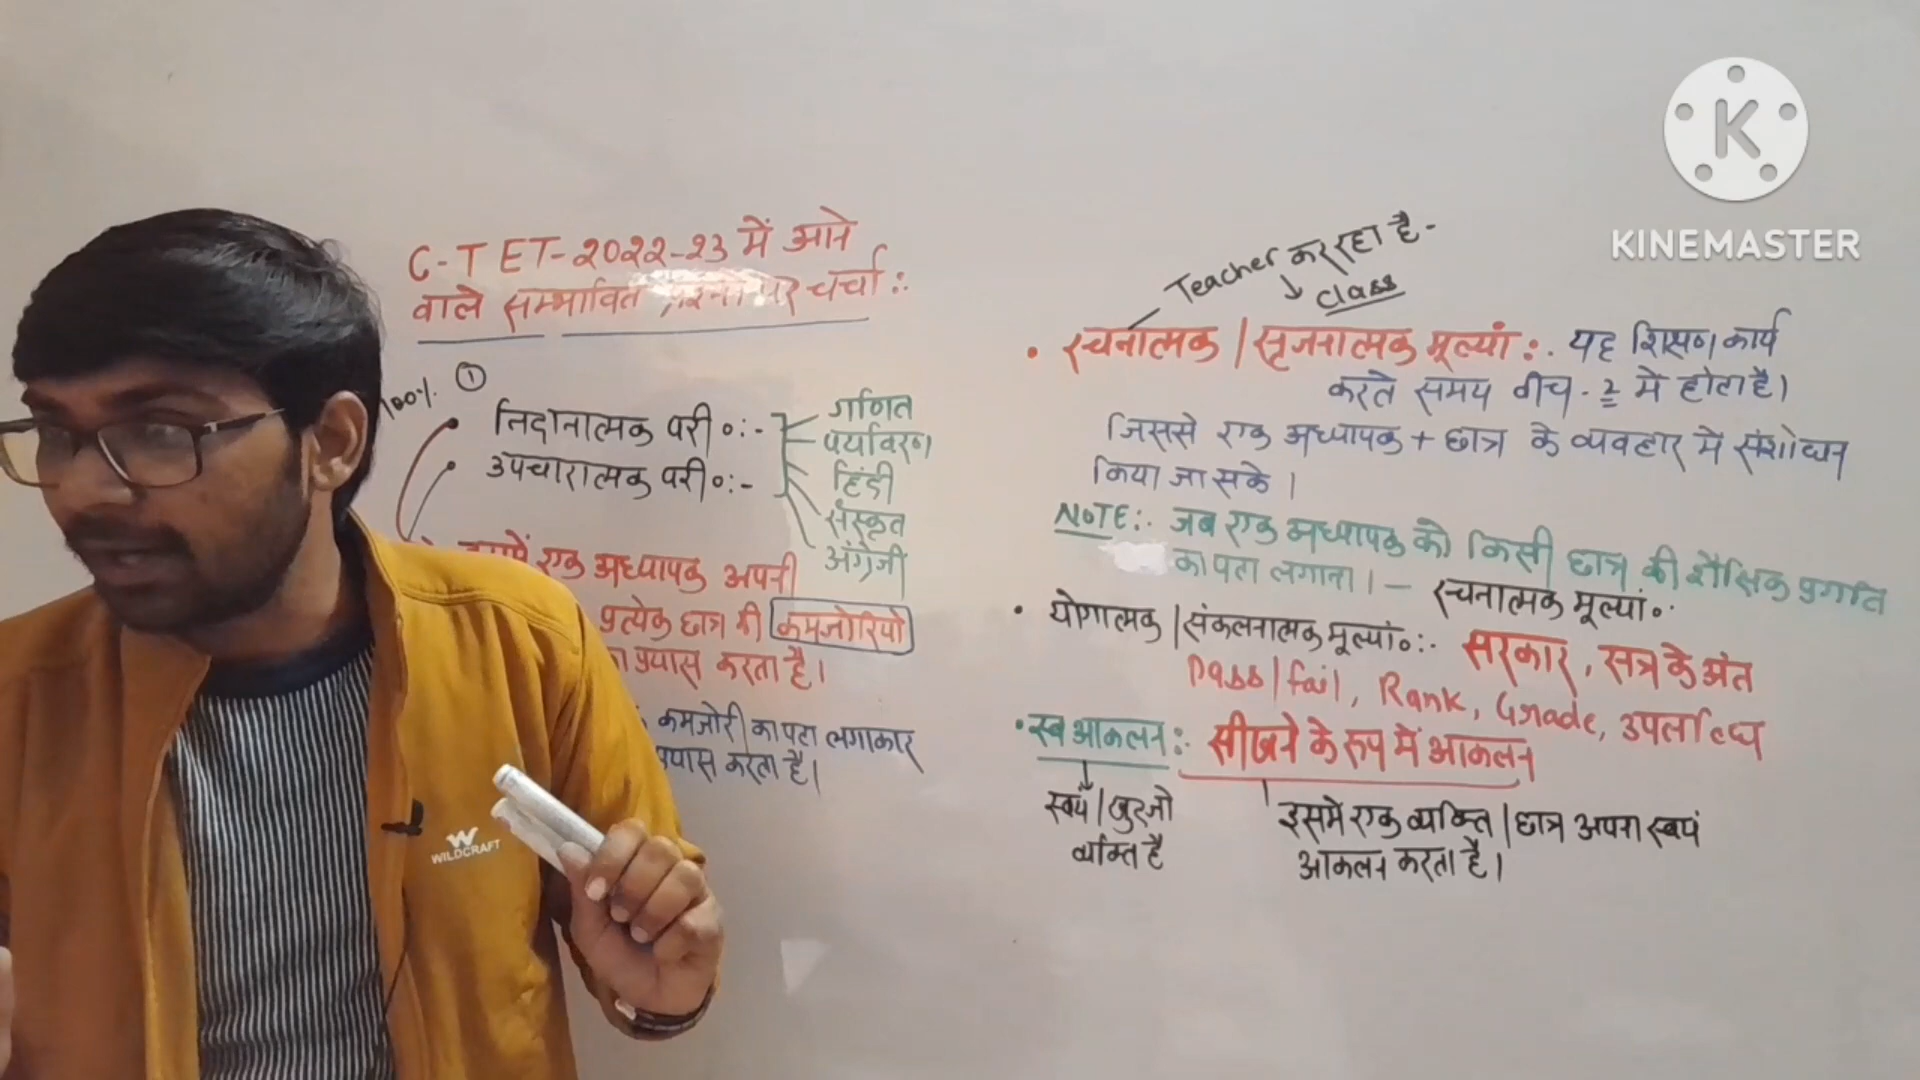 C-TET-2022-23 में आने
वाले सम्भावित पर चर्चा :-
100% ①
निदानात्मक परी०:-
उपचारात्मक परी०:-
गणित
पर्यावरण
हिंदी
संस्कृत
अंग्रेजी
एक अध्यापक अपनी
प्रत्येक छात्र की कमजोरियो
प्रयास करता है।
कमजोरी का पता लगाकार
प्रयास करता है।
Teacher कर रहा है-
Class
• रचनात्मक / सृजनात्मक मूल्यां :- यह शिक्षण कार्य
करते समय बीच-2 में होता है।
जिससे एक अध्यापक + छात्र के व्यवहार में संशोधन
किया जा सके।
NOTE:- जब एक अध्यापक को किसी छात्र की शैक्षिक प्रगति
का पता लगाना। — रचनात्मक मूल्यां०
• योगात्मक / संकलनात्मक मूल्यां०:- सरकार, सत्र के अंत
Pass/fail, Rank, Grade, उपलब्धि
• स्व आकलन:- सीखने के रूप में आकलन
स्वयं / खुद जो
व्यक्ति है
इसमे एक व्यक्ति / छात्र अपना स्वयं
आकलन करता है।
WILDCRAFT
K
KINEMASTER